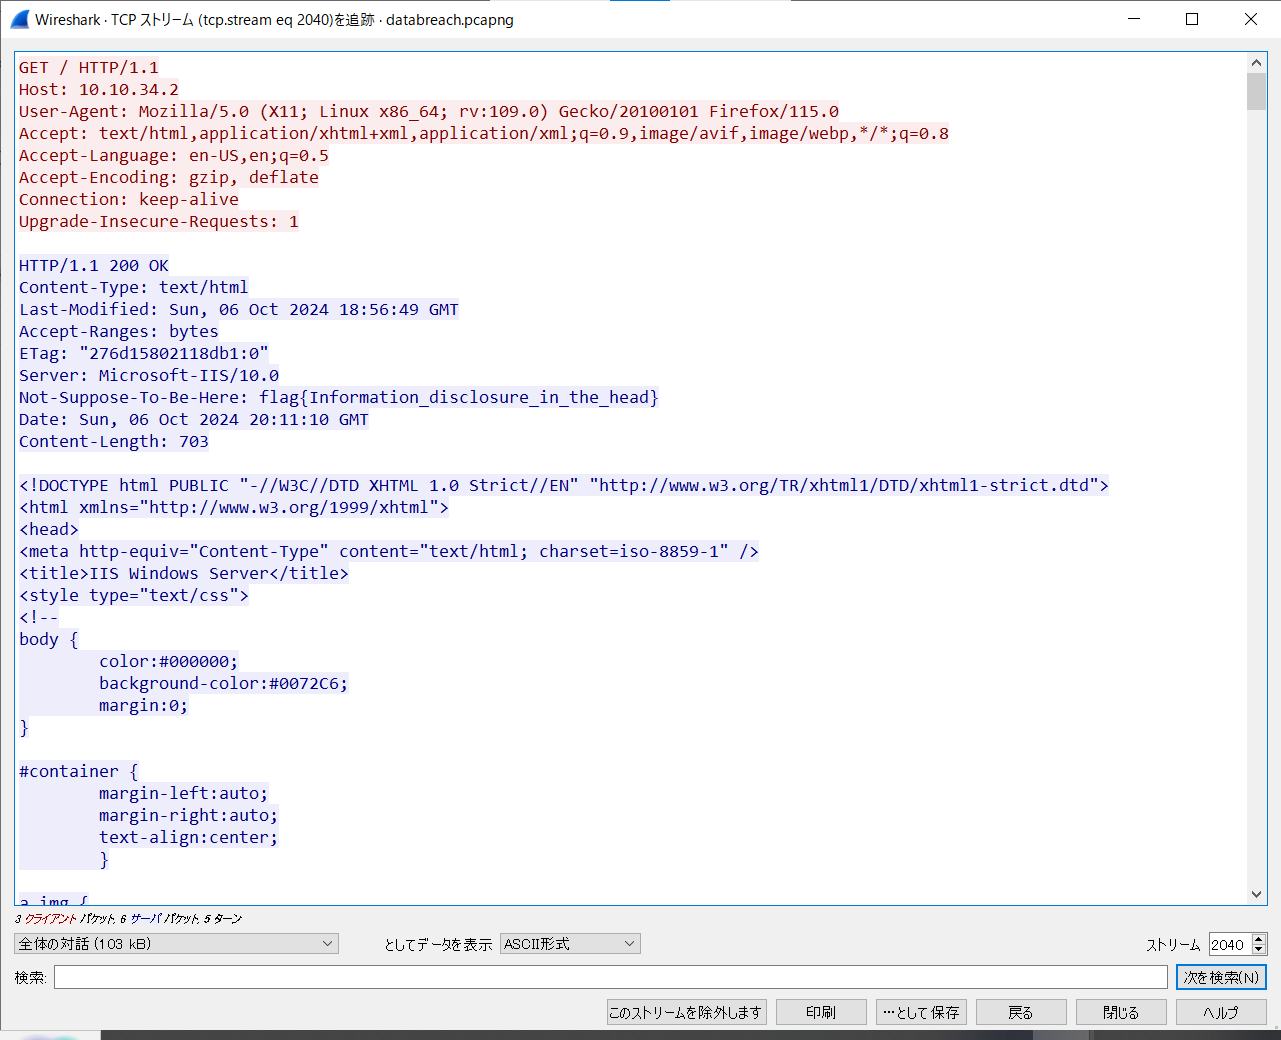 Wireshark · TCP ストリーム (tcp.stream eq 2040)を追跡 · databreach.pcapng
GET / HTTP/1.1
Host: 10.10.34.2
User-Agent: Mozilla/5.0 (X11; Linux x86_64; rv:109.0) Gecko/20100101 Firefox/115.0
Accept: text/html,application/xhtml+xml,application/xml;q=0.9,image/avif,image/webp,*/*;q=0.8
Accept-Language: en-US,en;q=0.5
Accept-Encoding: gzip, deflate
Connection: keep-alive
Upgrade-Insecure-Requests: 1
HTTP/1.1 200 OK
Content-Type: text/html
Last-Modified: Sun, 06 Oct 2024 18:56:49 GMT
Accept-Ranges: bytes
ETag: "276d15802118db1:0"
Server: Microsoft-IIS/10.0
Not-Suppose-To-Be-Here: flag{Information_disclosure_in_the_head}
Date: Sun, 06 Oct 2024 20:11:10 GMT
Content-Length: 703
<!DOCTYPE html PUBLIC "-//W3C//DTD XHTML 1.0 Strict//EN" "http://www.w3.org/TR/xhtml1/DTD/xhtml1-strict.dtd">
<html xmlns="http://www.w3.org/1999/xhtml">
<head>
<meta http-equiv="Content-Type" content="text/html; charset=iso-8859-1" />
<title>IIS Windows Server</title>
<style type="text/css">
<!--
body {
color:#000000;
background-color:#0072C6;
margin:0;
}
#container {
margin-left:auto;
margin-right:auto;
text-align:center;
}
a img {
3 クライアント パケット, 6 サーバ パケット, 5 ターン
全体の対話 (103 kB) としてデータを表示 ASCII形式 ストリーム 2040
検索: 次を検索(N)
このストリームを除外します 印刷 …として保存 戻る 閉じる ヘルプ